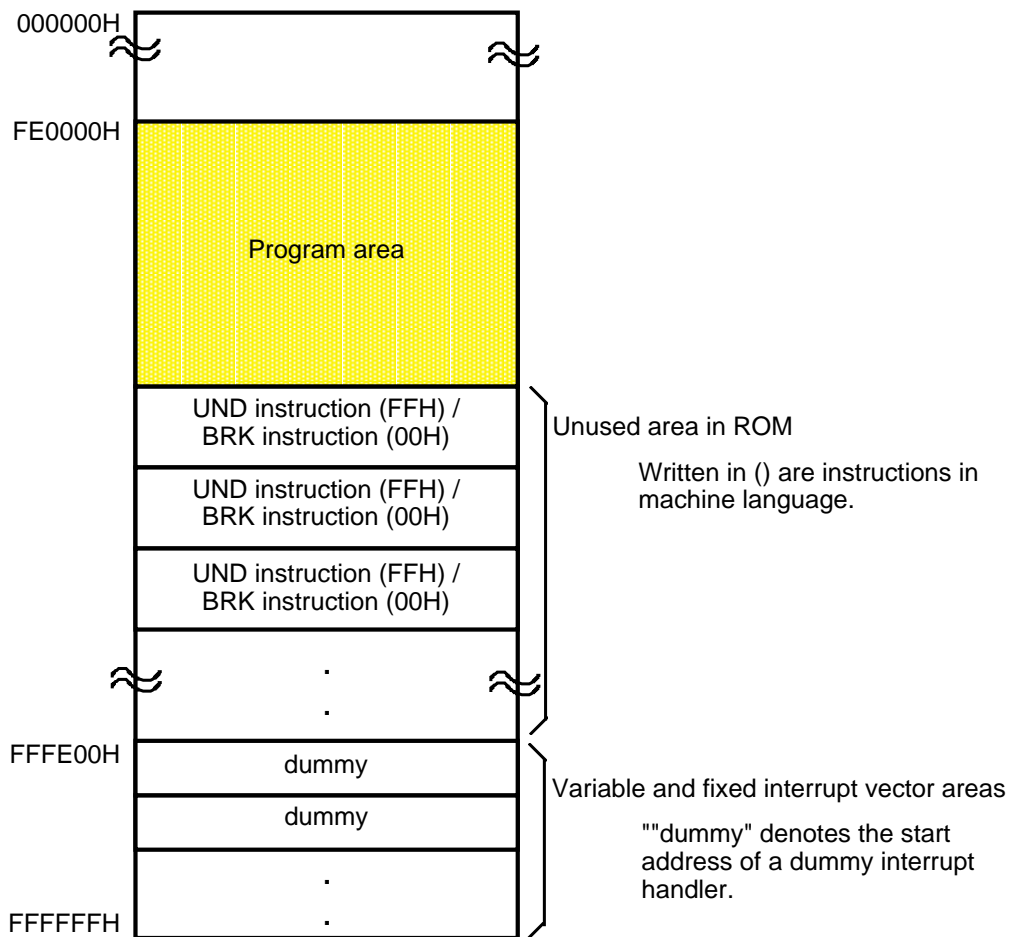 000000H
FE0000H
Program area
UND instruction (FFH) /
BRK instruction (00H)
UND instruction (FFH) /
BRK instruction (00H)
UND instruction (FFH) /
BRK instruction (00H)
Unused area in ROM
Written in () are instructions in
machine language.
.
.
FFFE00H
dummy
dummy
.
.
FFFFFFH
Variable and fixed interrupt vector areas
""dummy" denotes the start
address of a dummy interrupt
handler.